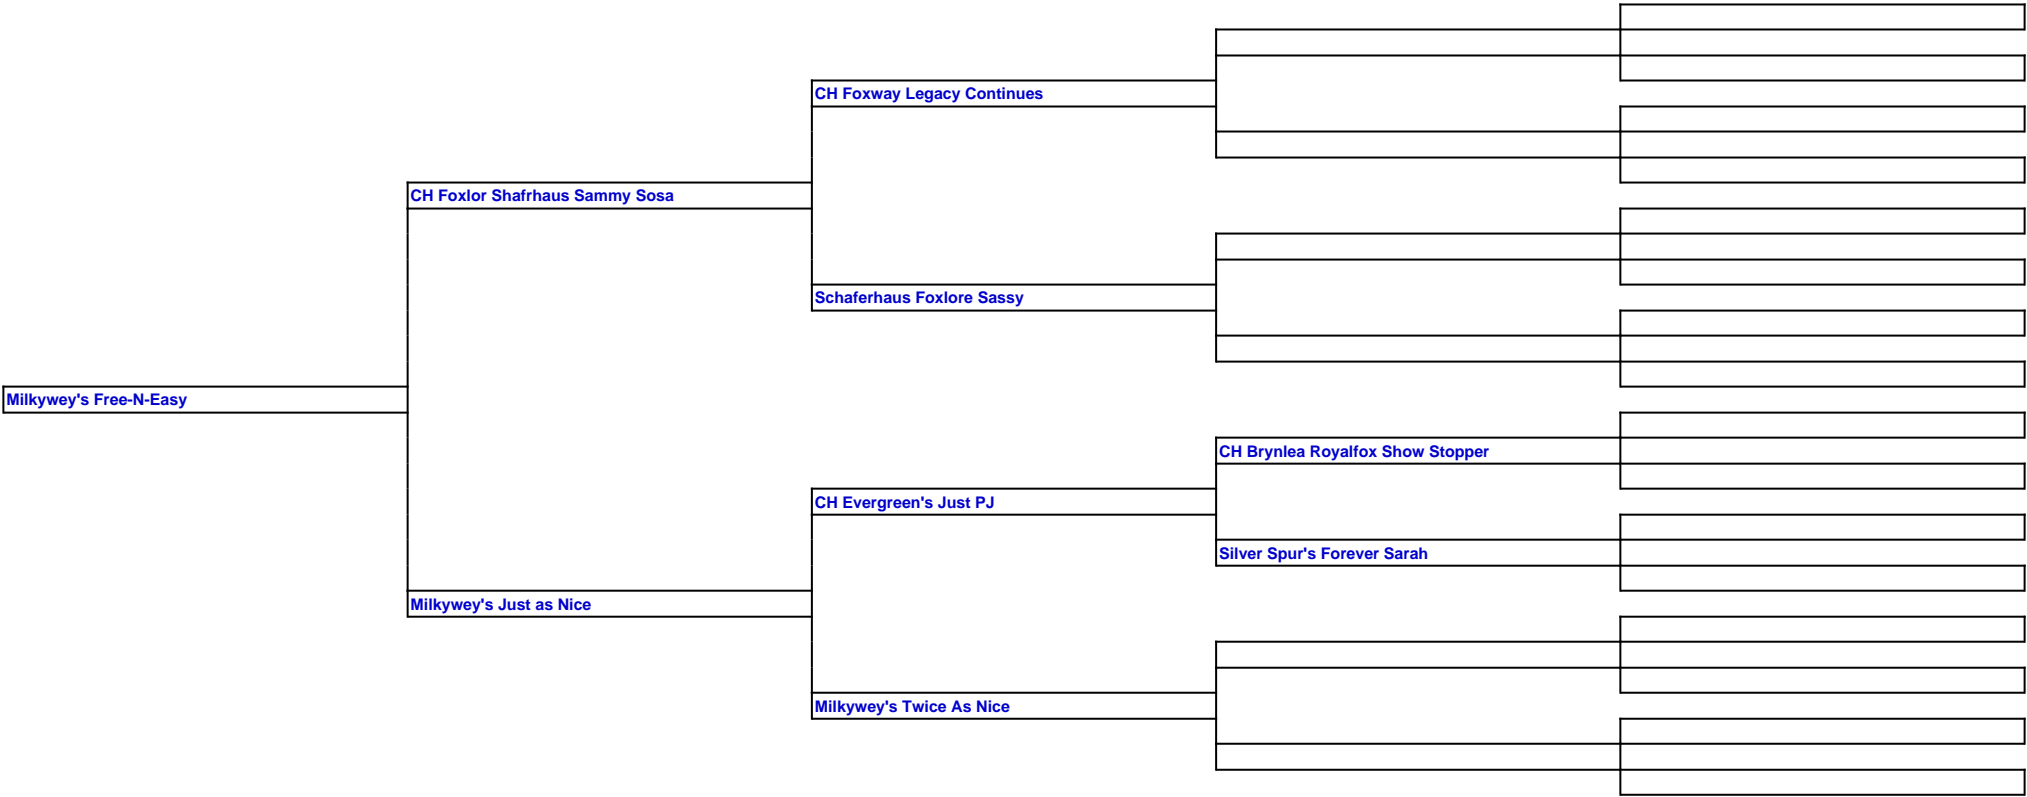 CH Foxway Legacy Continues
CH Foxlor Shafrhaus Sammy Sosa
Schaferhaus Foxlore Sassy
Milkywey's Free-N-Easy
CH Brynlea Royalfox Show Stopper
CH Evergreen's Just PJ
Silver Spur's Forever Sarah
Milkywey's Just as Nice
Milkywey's Twice As Nice